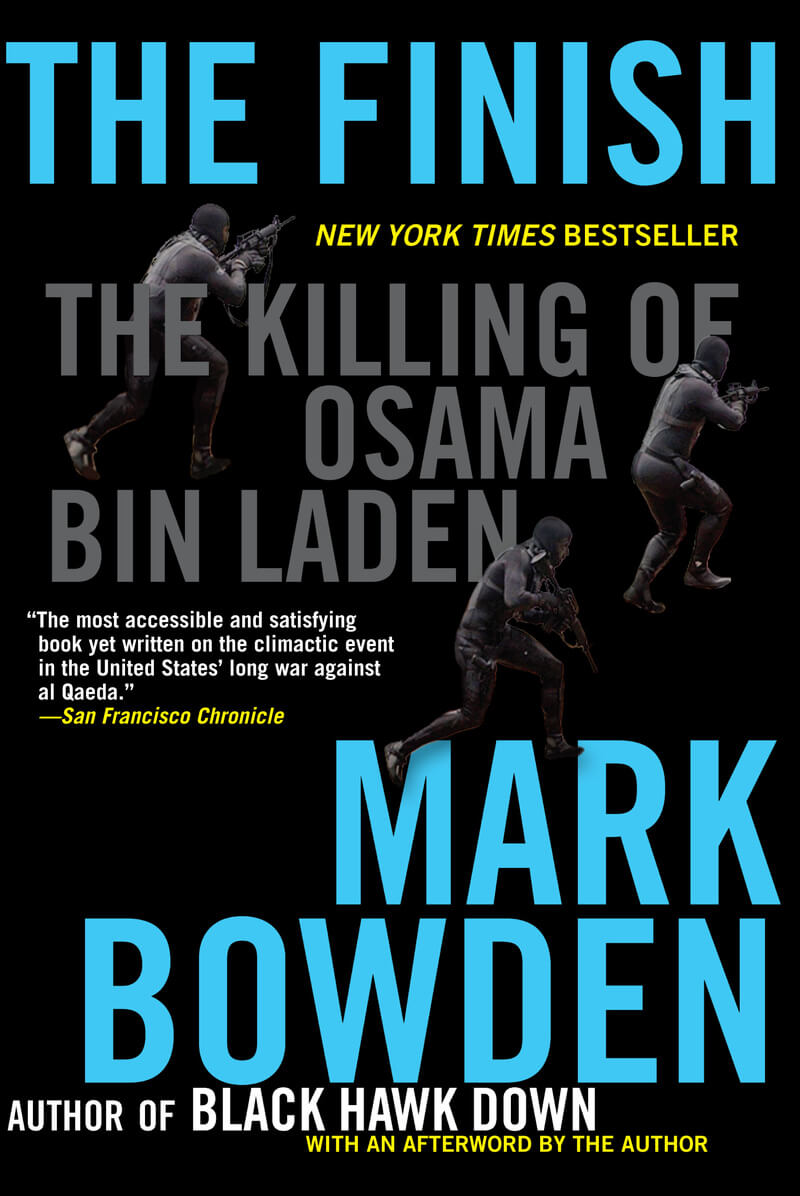 THE FINISH
NEW YORK TIMES BESTSELLER
THE KILLING OF
OSAMA
BIN LADEN
“The most accessible and satisfying
book yet written on the climactic event
in the United States’ long war against
al Qaeda.”
—San Francisco Chronicle
MARK
BOWDEN
AUTHOR OF BLACK HAWK DOWN
WITH AN AFTERWORD BY THE AUTHOR